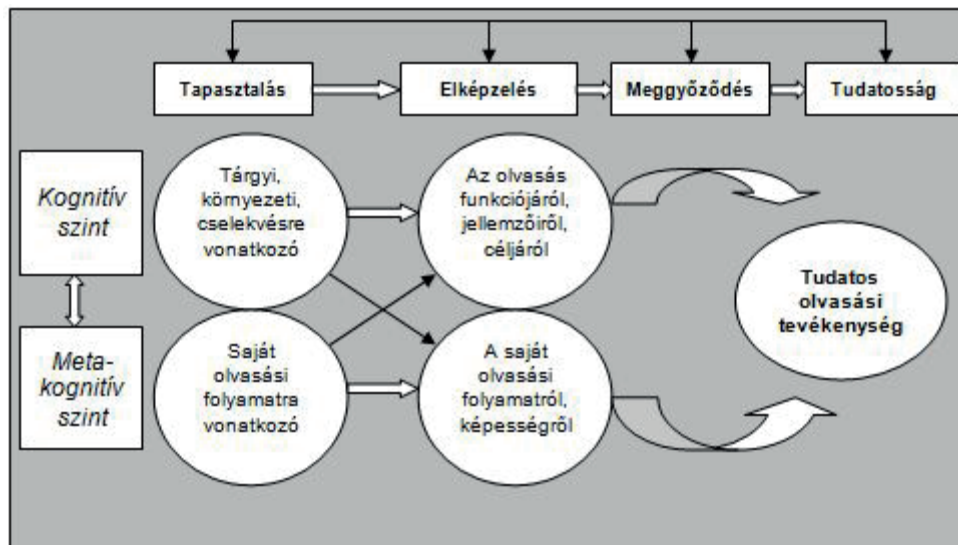 Tapasztalás
Elképzelés
Meggyőződés
Tudatosság
Kognitív
szint
Tárgyi,
környezeti,
cselekvésre
vonatkozó
Az olvasás
funkciójáról,
jellemzőiről,
céljáról
Tudatos
olvasási
tevékenység
Meta-
kognitív
szint
Saját
olvasási
folyamatra
vonatkozó
A saját
olvasási
folyamatról,
képességről